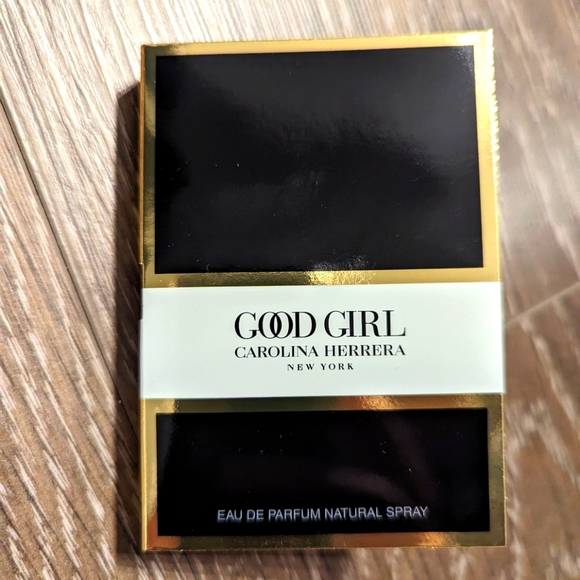 GOOD GIRL
CAROLINA HERRERA
NEW YORK
EAU DE PARFUM NATURAL SPRAY